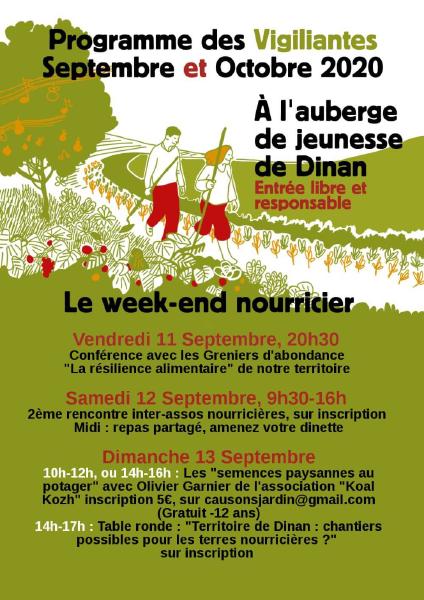 Programme des Vigiliantes
Septembre et Octobre 2020
À l'auberge
de jeunesse
de Dinan
Entrée libre et
responsable
Le week-end nourricier
Vendredi 11 Septembre, 20h30
Conférence avec les Greniers d'abondance
"La résilience alimentaire" de notre territoire
Samedi 12 Septembre, 9h30-16h
2ème rencontre inter-assos nourricières, sur inscription
Midi : repas partagé, amenez votre dinette
Dimanche 13 Septembre
10h-12h, ou 14h-16h : Les "semences paysannes au
potager" avec Olivier Garnier de l'association "Koal
Kozh" inscription 5€, sur causonsjardin@gmail.com
(Gratuit -12 ans)
14h-17h : Table ronde : "Territoire de Dinan : chantiers
possibles pour les terres nourricières ?"
sur inscription